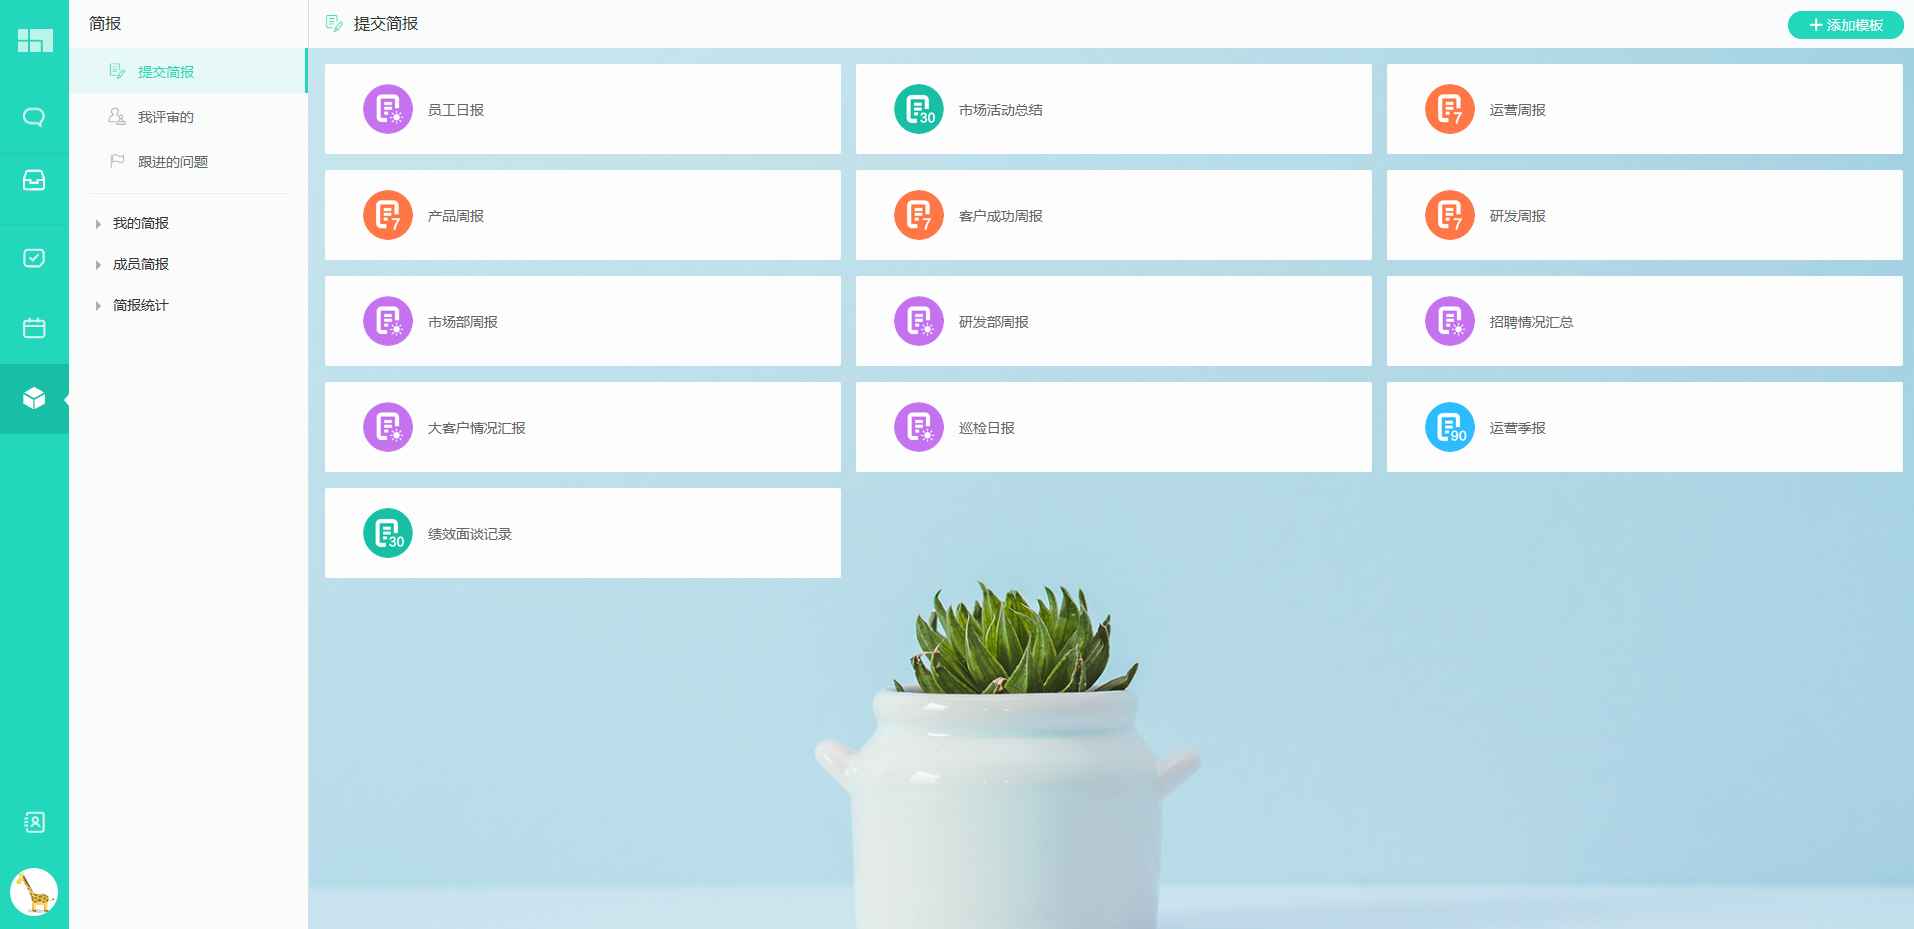 简报
提交简报
我评审的
跟进的问题
我的简报
成员简报
简报统计
提交简报
添加模板
员工日报
30
市场活动总结
7
运营周报
7
产品周报
7
客户成功周报
7
研发周报
市场部周报
研发部周报
招聘情况汇总
大客户情况汇报
巡检日报
90
运营季报
30
绩效面谈记录